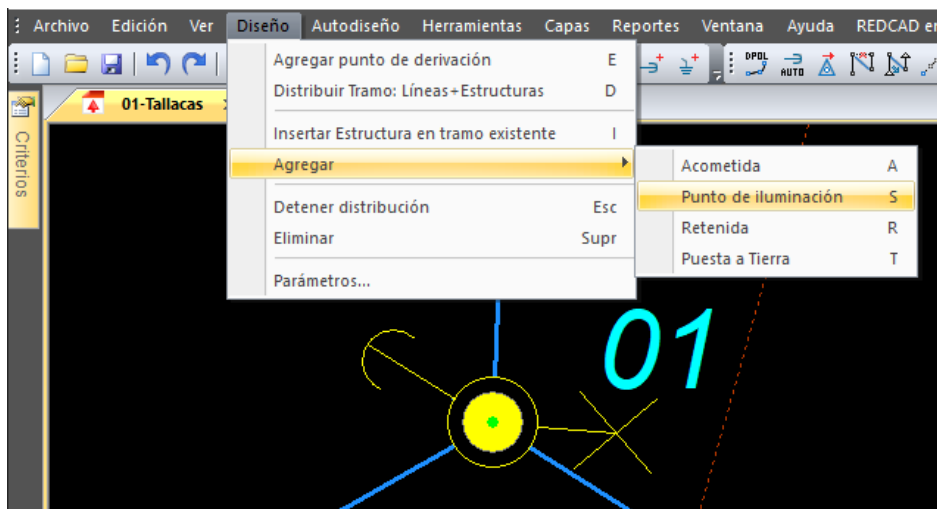 Archivo Edición Ver Diseño Autodiseño Herramientas Capas Reportes Ventana Ayuda REDCAD en
DPOL
AUTO
01-Tallacas
Criterios
Agregar punto de derivación E
Distribuir Tramo: Líneas+Estructuras D
Insertar Estructura en tramo existente I
Agregar
Detener distribución Esc
Eliminar Supr
Parámetros...
Acometida A
Punto de iluminación S
Retenida R
Puesta a Tierra T
01